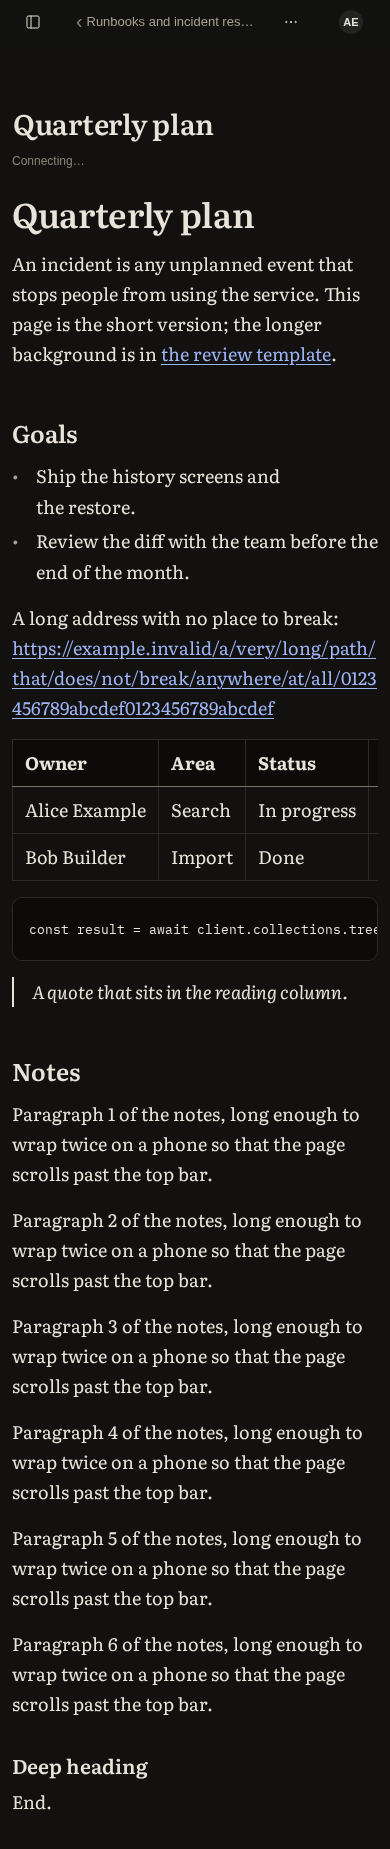 ‹ Runbooks and incident res…
AE
Quarterly plan
Connecting…
Quarterly plan
An incident is any unplanned event that
stops people from using the service. This
page is the short version; the longer
background is in the review template.
Goals
• Ship the history screens and
the restore.
• Review the diff with the team before the
end of the month.
A long address with no place to break:
https://example.invalid/a/very/long/path/
that/does/not/break/anywhere/at/all/0123
456789abcdef0123456789abcdef
Owner Area Status
Alice Example Search In progress
Bob Builder Import Done
const result = await client.collections.tree
A quote that sits in the reading column.
Notes
Paragraph 1 of the notes, long enough to
wrap twice on a phone so that the page
scrolls past the top bar.
Paragraph 2 of the notes, long enough to
wrap twice on a phone so that the page
scrolls past the top bar.
Paragraph 3 of the notes, long enough to
wrap twice on a phone so that the page
scrolls past the top bar.
Paragraph 4 of the notes, long enough to
wrap twice on a phone so that the page
scrolls past the top bar.
Paragraph 5 of the notes, long enough to
wrap twice on a phone so that the page
scrolls past the top bar.
Paragraph 6 of the notes, long enough to
wrap twice on a phone so that the page
scrolls past the top bar.
Deep heading
End.